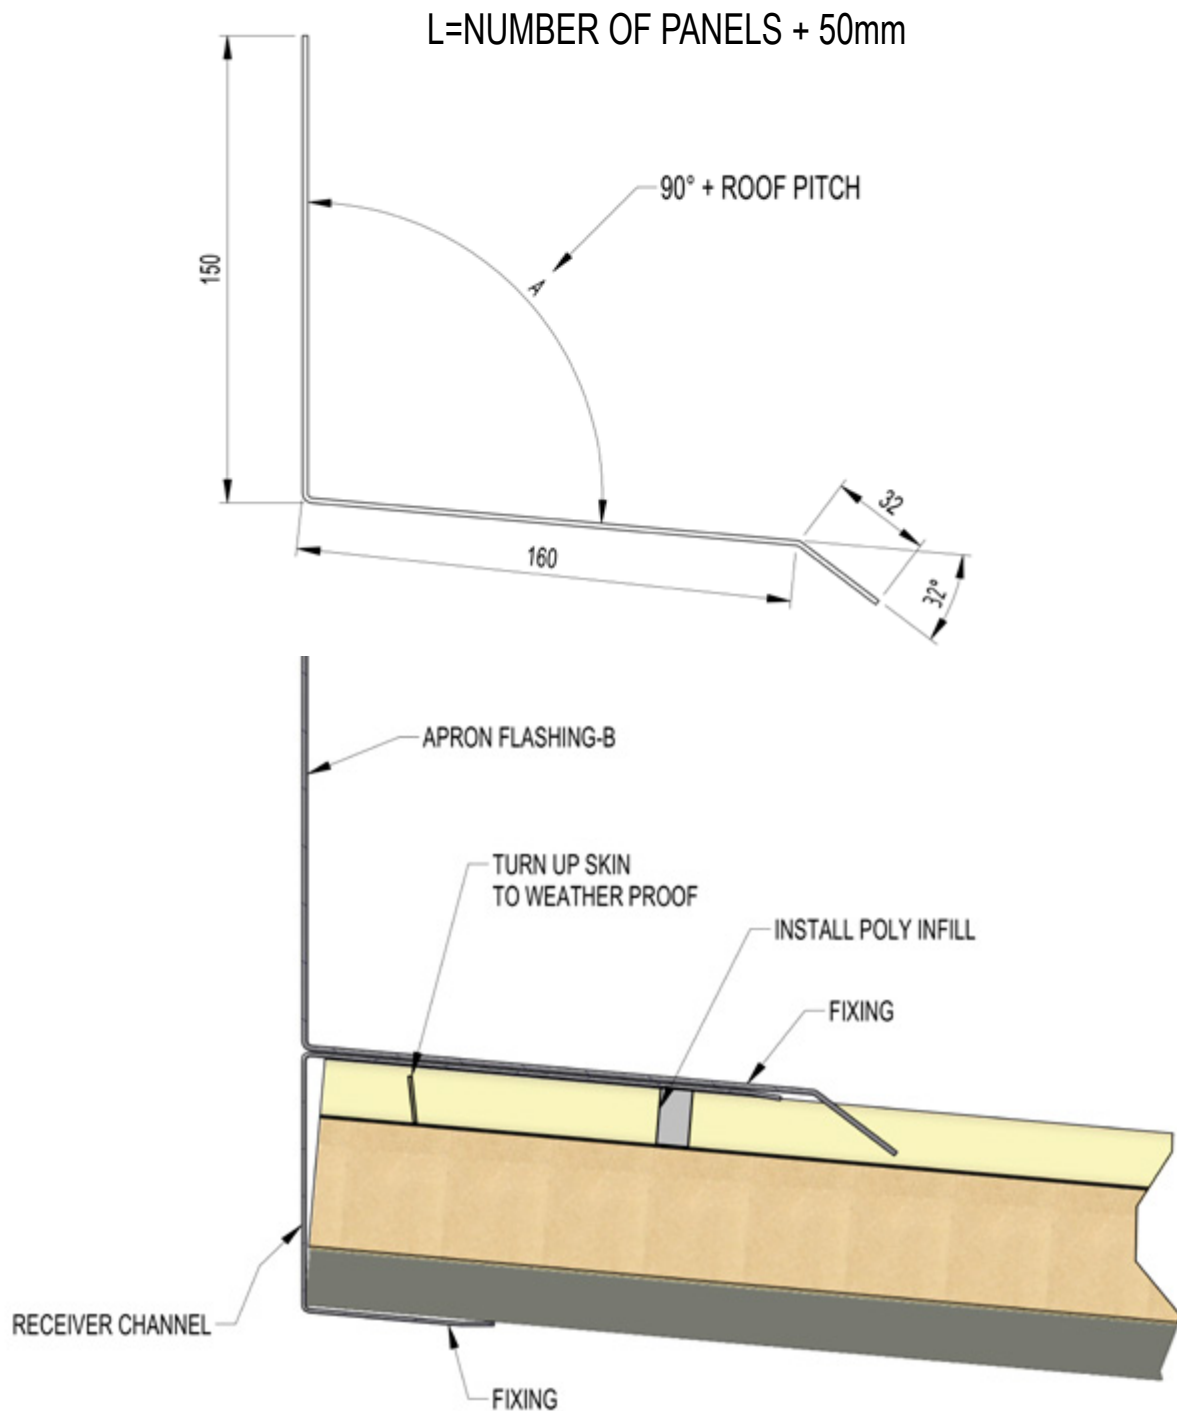 L=NUMBER OF PANELS + 50mm
90° + ROOF PITCH
150
A
32
160
32°
APRON FLASHING-B
TURN UP SKIN
TO WEATHER PROOF
INSTALL POLY INFILL
FIXING
RECEIVER CHANNEL
FIXING